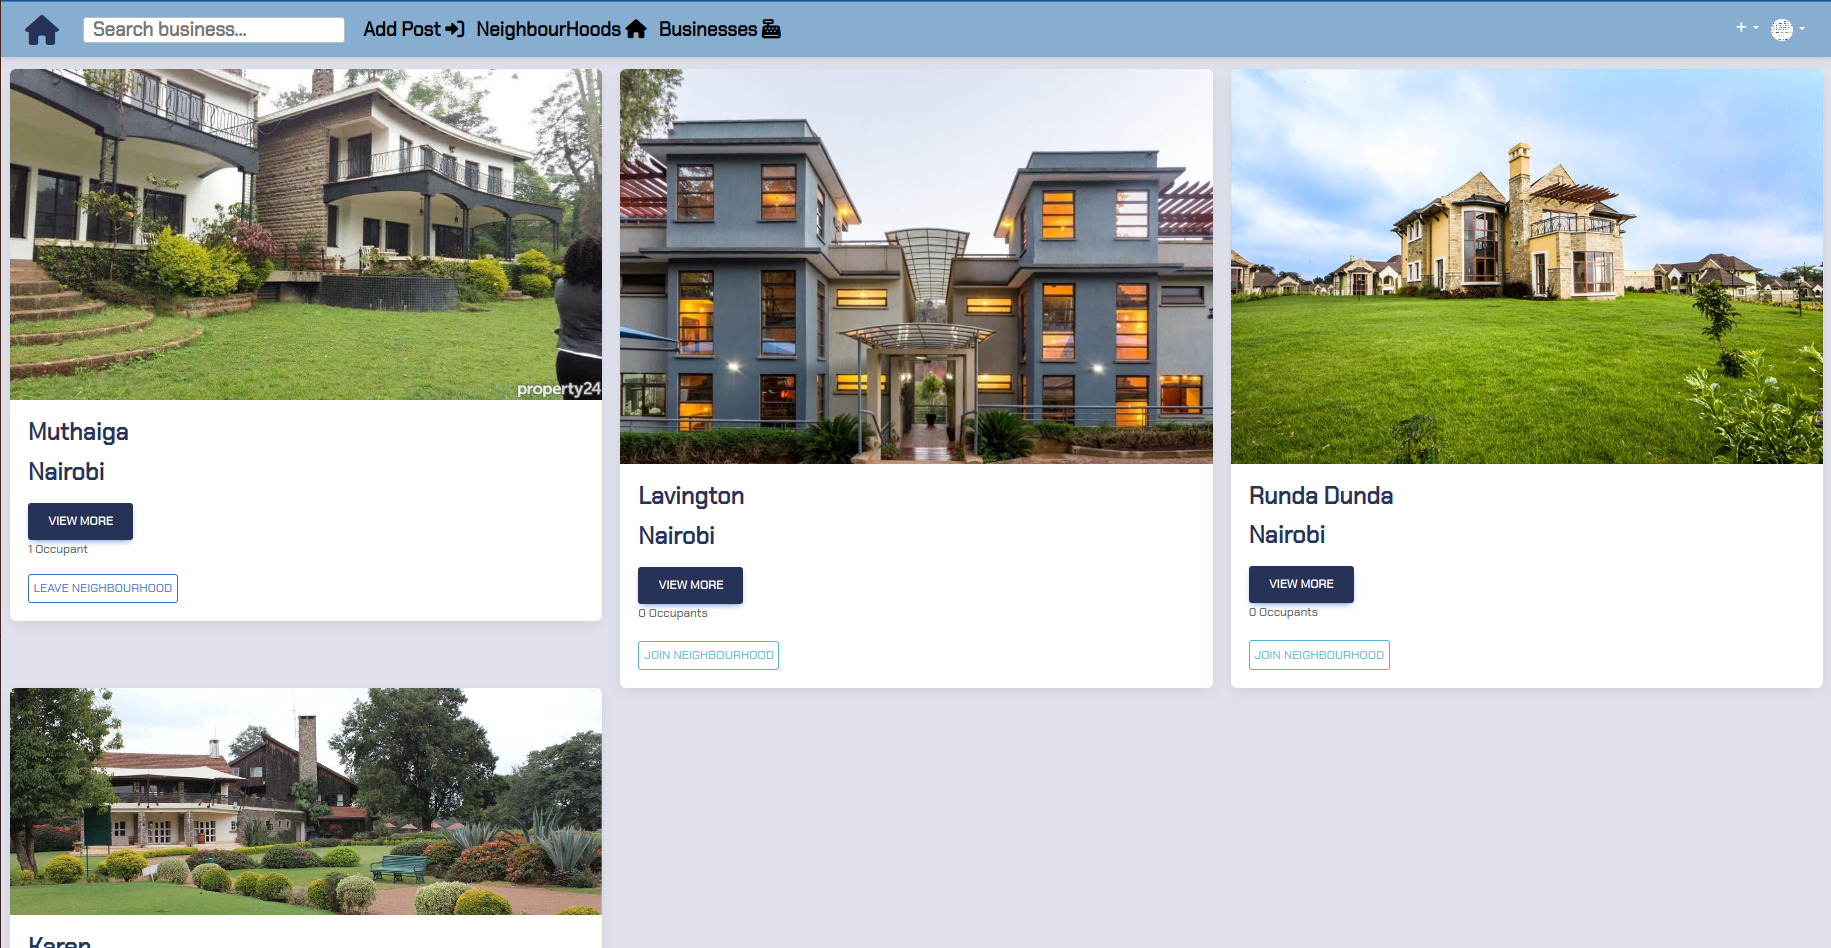 Search business...
Add Post
NeighbourHoods
Businesses
property24
Muthaiga
Nairobi
VIEW MORE
1 Occupant
LEAVE NEIGHBOURHOOD
Lavington
Nairobi
VIEW MORE
0 Occupants
JOIN NEIGHBOURHOOD
Runda Dunda
Nairobi
VIEW MORE
0 Occupants
JOIN NEIGHBOURHOOD
Karen